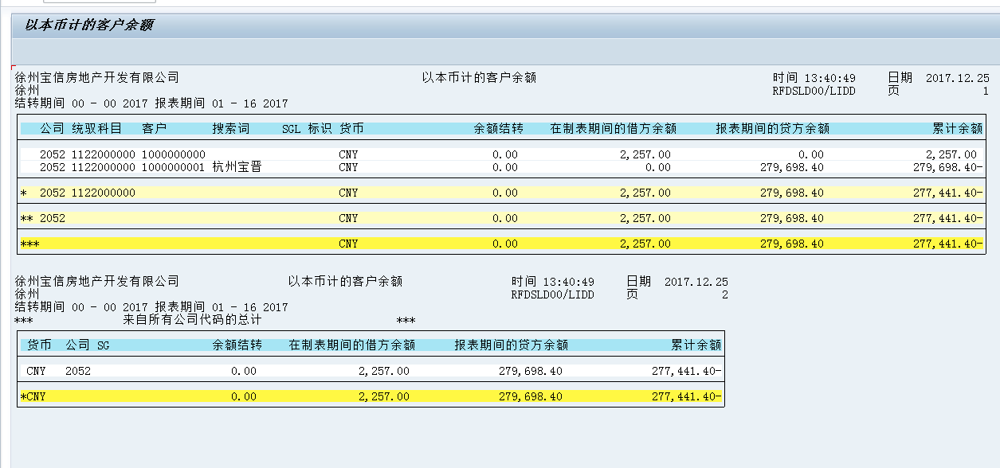 以本币计的客户余额
徐州宝信房地产开发有限公司 以本币计的客户余额 时间 13:40:49 日期 2017.12.25
徐州 RFDSLD00/LIDD 页 1
结转期间 00 - 00 2017 报表期间 01 - 16 2017
公司 统驭科目 客户 搜索词 SGL 标识 货币 余额结转 在制表期间的借方余额 报表期间的贷方余额 累计余额
2052 1122000000 1000000000 CNY 0.00 2,257.00 0.00 2,257.00
2052 1122000000 1000000001 杭州宝晋 CNY 0.00 0.00 279,698.40 279,698.40-
* 2052 1122000000 CNY 0.00 2,257.00 279,698.40 277,441.40-
** 2052 CNY 0.00 2,257.00 279,698.40 277,441.40-
*** CNY 0.00 2,257.00 279,698.40 277,441.40-
徐州宝信房地产开发有限公司 以本币计的客户余额 时间 13:40:49 日期 2017.12.25
徐州 RFDSLD00/LIDD 页 2
结转期间 00 - 00 2017 报表期间 01 - 16 2017
*** 来自所有公司代码的总计 ***
货币 公司 SG 余额结转 在制表期间的借方余额 报表期间的贷方余额 累计余额
CNY 2052 0.00 2,257.00 279,698.40 277,441.40-
*CNY 0.00 2,257.00 279,698.40 277,441.40-